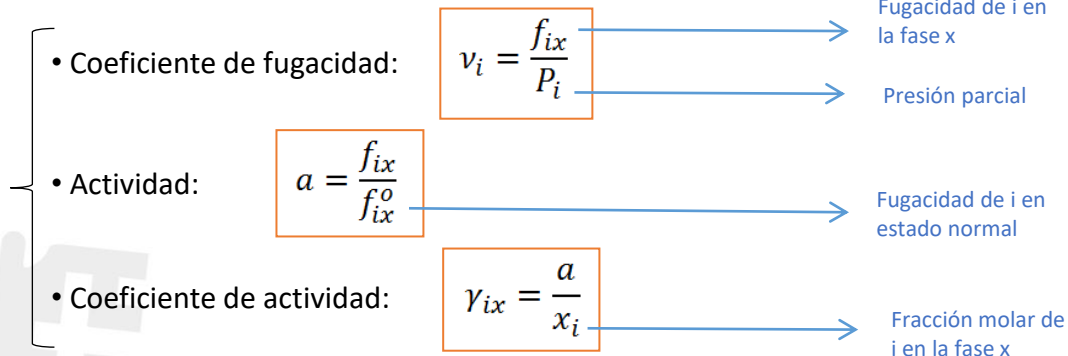 Fugacidad de i en
la fase x
• Coeficiente de fugacidad:
νᵢ = fᵢₓ / Pᵢ
Presión parcial
• Actividad:
a = fᵢₓ / fᵢₓᵒ
Fugacidad de i en
estado normal
• Coeficiente de actividad:
γᵢₓ = a / xᵢ
Fracción molar de
i en la fase x